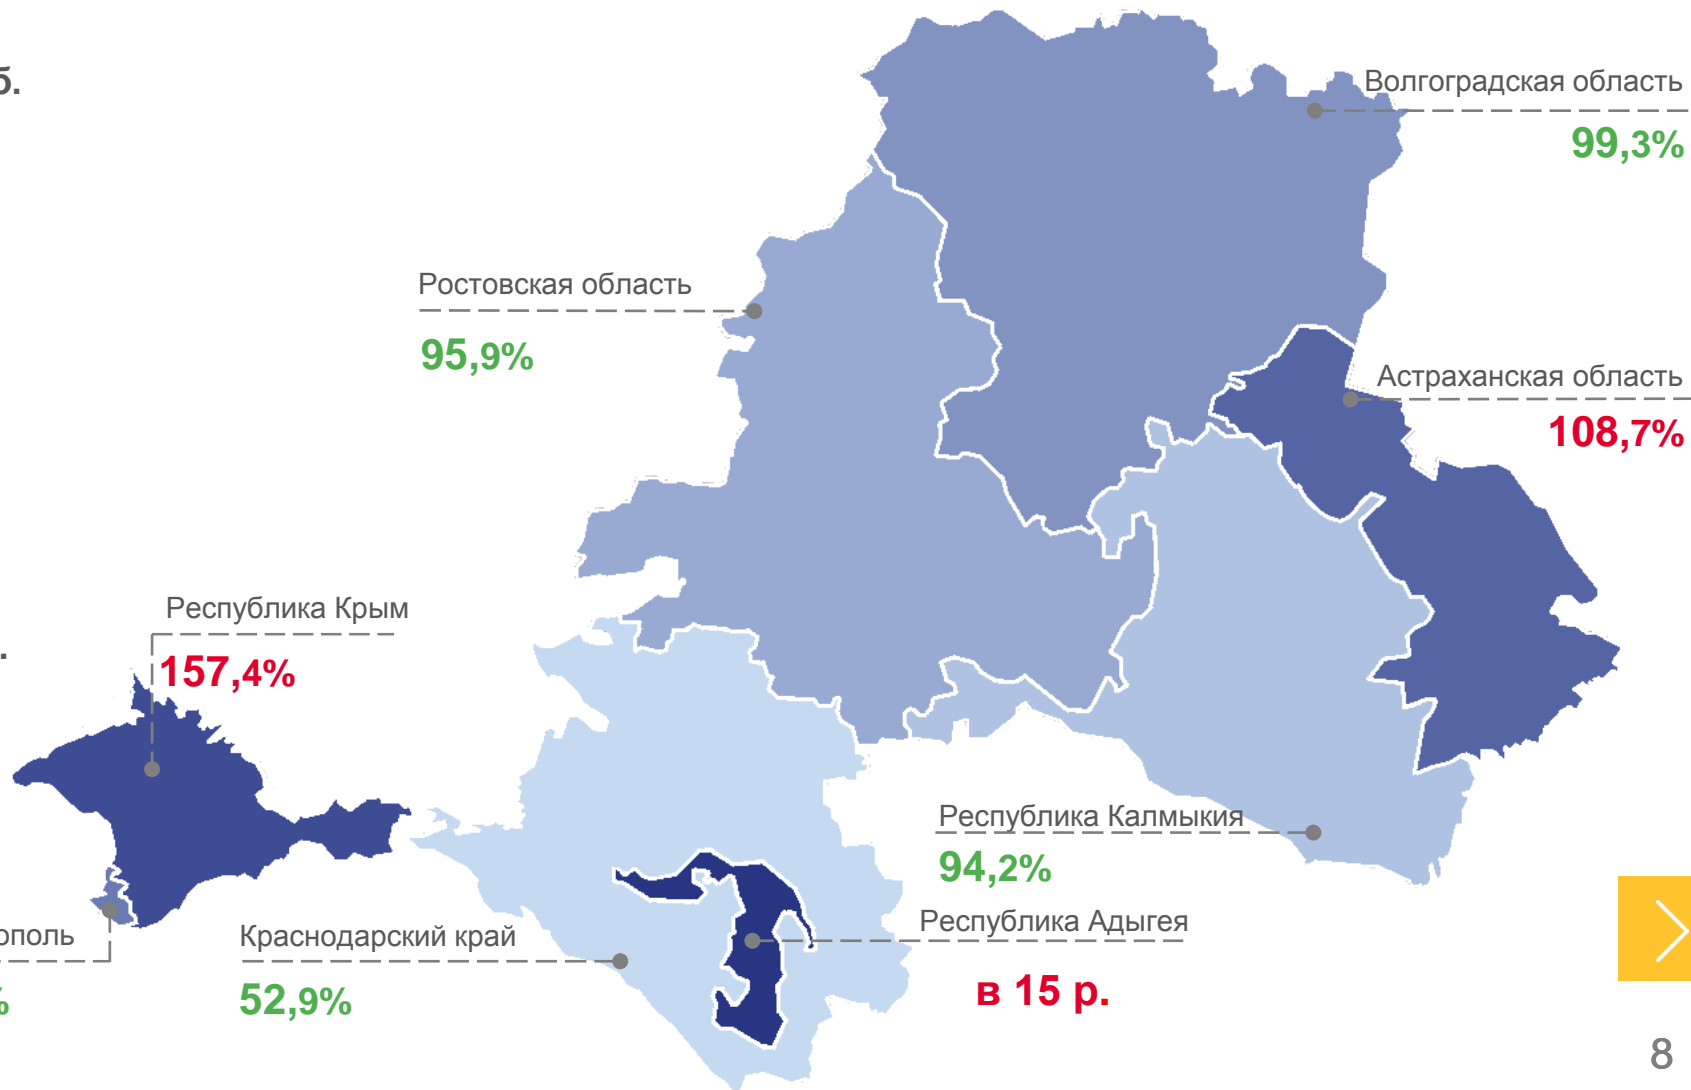 б.
Волгоградская область
99,3%
Ростовская область
95,9%
Астраханская область
108,7%
Республика Крым
157,4%
.
Республика Калмыкия
94,2%
Республика Адыгея
в 15 р.
ополь
%
Краснодарский край
52,9%
8